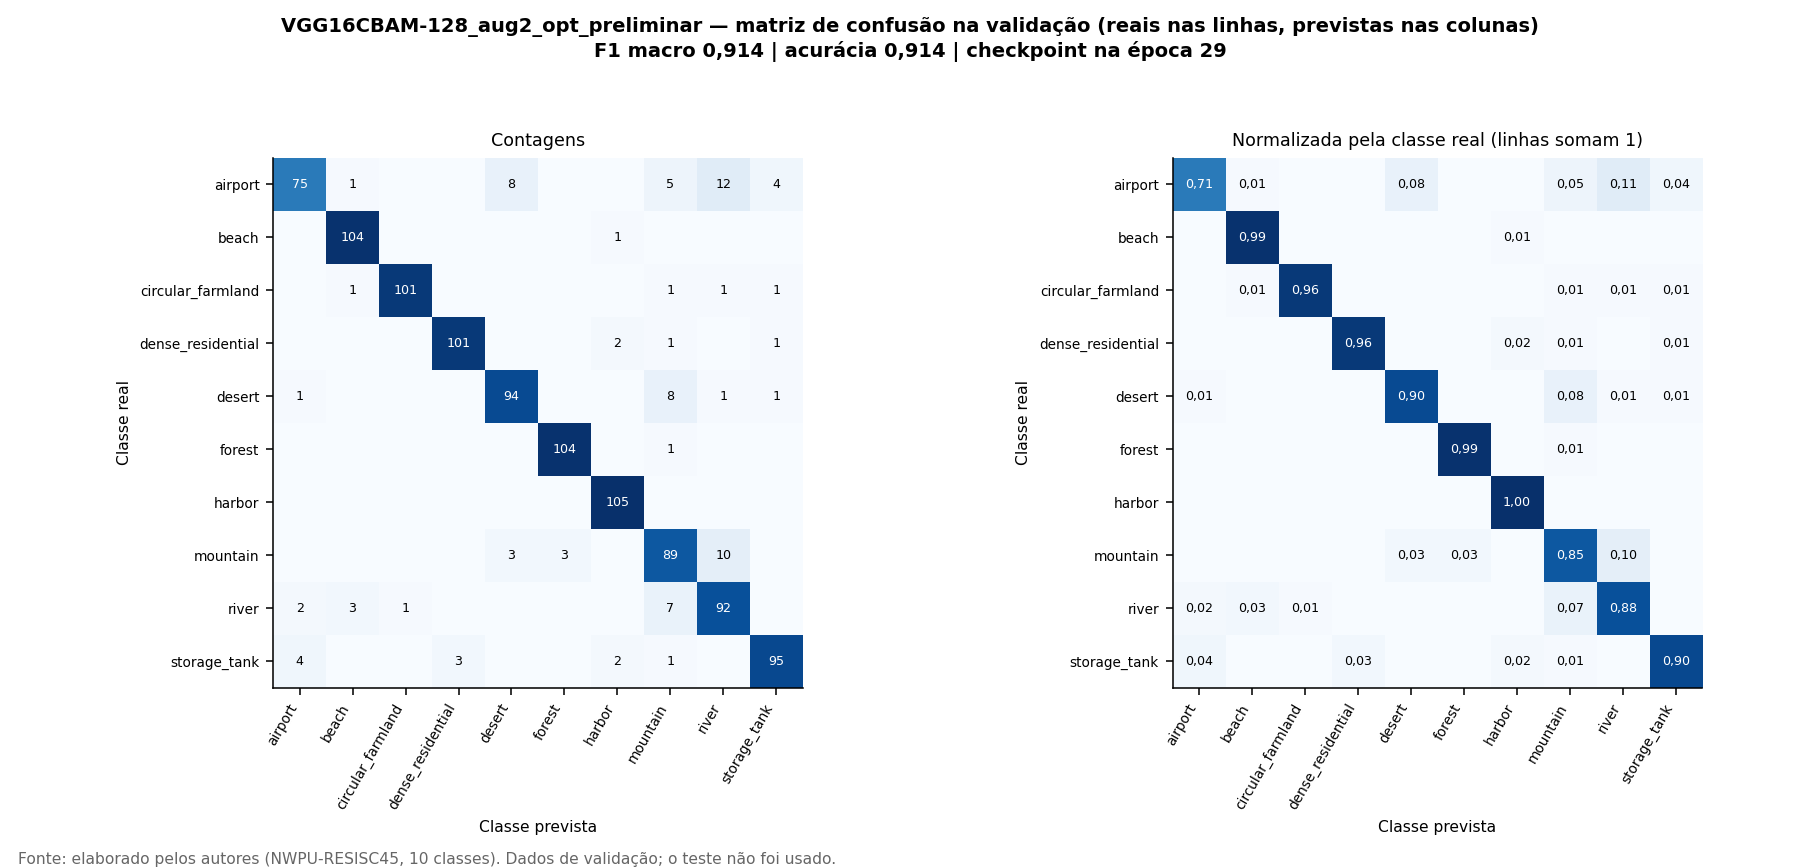 VGG16CBAM-128_aug2_opt_preliminar — matriz de confusão na validação (reais nas linhas, previstas nas colunas)
F1 macro 0,914 | acurácia 0,914 | checkpoint na época 29
Contagens
airport 75 1 8 5 12 4
beach 104 1
circular_farmland 1 101 1 1 1
dense_residential 101 2 1 1
desert 1 94 8 1 1
forest 104 1
harbor 105
mountain 3 3 89 10
river 2 3 1 7 92
storage_tank 4 3 2 1 95
Classe real
airport beach circular_farmland dense_residential desert forest harbor mountain river storage_tank
Classe prevista
Normalizada pela classe real (linhas somam 1)
airport 0,71 0,01 0,08 0,05 0,11 0,04
beach 0,99 0,01
circular_farmland 0,01 0,96 0,01 0,01 0,01
dense_residential 0,96 0,02 0,01 0,01
desert 0,01 0,90 0,08 0,01 0,01
forest 0,99 0,01
harbor 1,00
mountain 0,03 0,03 0,85 0,10
river 0,02 0,03 0,01 0,07 0,88
storage_tank 0,04 0,03 0,02 0,01 0,90
Classe real
airport beach circular_farmland dense_residential desert forest harbor mountain river storage_tank
Classe prevista
Fonte: elaborado pelos autores (NWPU-RESISC45, 10 classes). Dados de validação; o teste não foi usado.